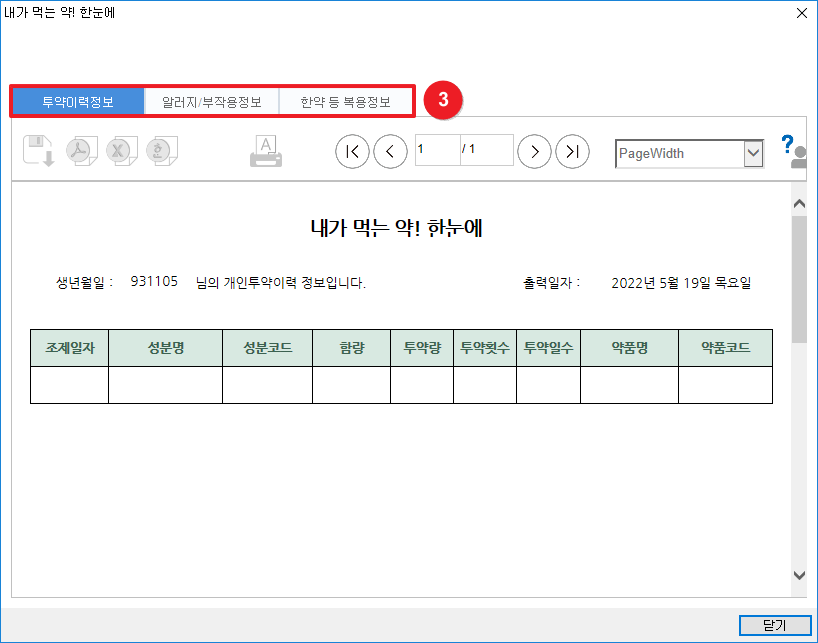 내가 먹는 약! 한눈에
투약이력정보 알러지/부작용정보 한약 등 복용정보 3
1 / 1 PageWidth ?
내가 먹는 약! 한눈에
생년월일 : 931105 님의 개인투약이력 정보입니다. 출력일자 : 2022년 5월 19일 목요일
조제일자 성분명 성분코드 함량 투약량 투약횟수 투약일수 약품명 약품코드
닫기